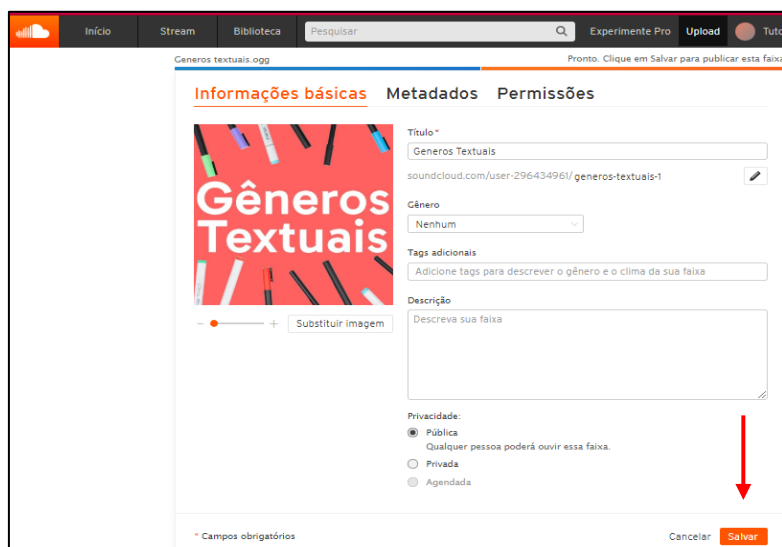 Início Stream Biblioteca Pesquisar Experimente Pro Upload Tuto
Generos textuais.ogg Pronto. Clique em Salvar para publicar esta faixa
Informações básicas Metadados Permissões
Gêneros
Textuais
Substituir imagem
Título *
Generos Textuais
soundcloud.com/user-296434961/ generos-textuais-1
Gênero
Nenhum
Tags adicionais
Adicione tags para descrever o gênero e o clima da sua faixa
Descrição
Descreva sua faixa
Privacidade:
Pública
Qualquer pessoa poderá ouvir essa faixa.
Privada
Agendada
* Campos obrigatórios Cancelar Salvar